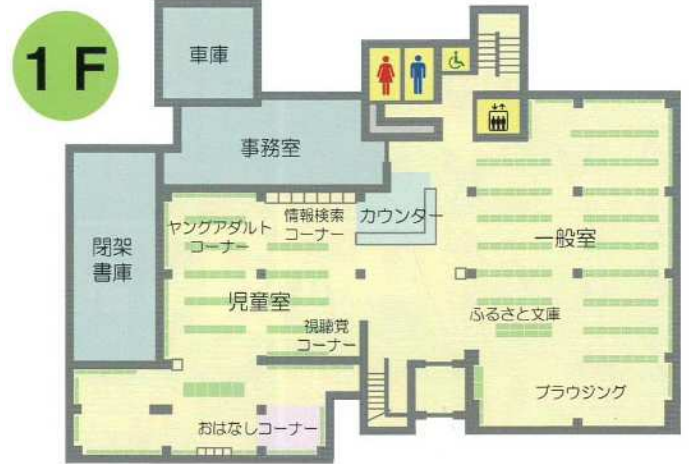 1F
車庫
事務室
閉架
書庫
ヤングアダルト
コーナー
情報検索
コーナー
カウンター
一般室
児童室
視聴覚
コーナー
ふるさと文庫
ブラウジング
おはなしコーナー